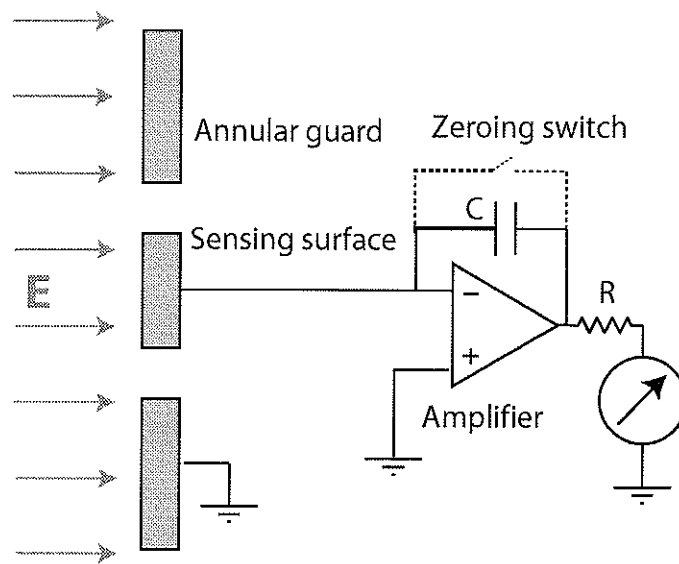 Annular guard
Zeroing switch
C
Sensing surface
E
R
−
+
Amplifier